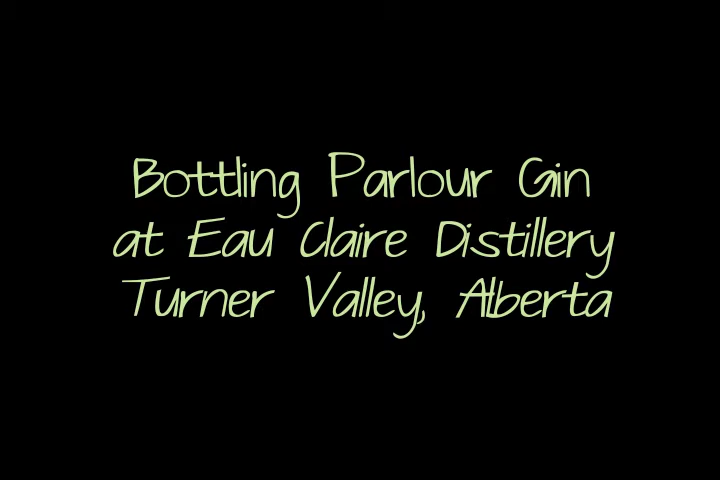 Bottling Parlour Gin
at Eau Claire Distillery
Turner Valley, Alberta